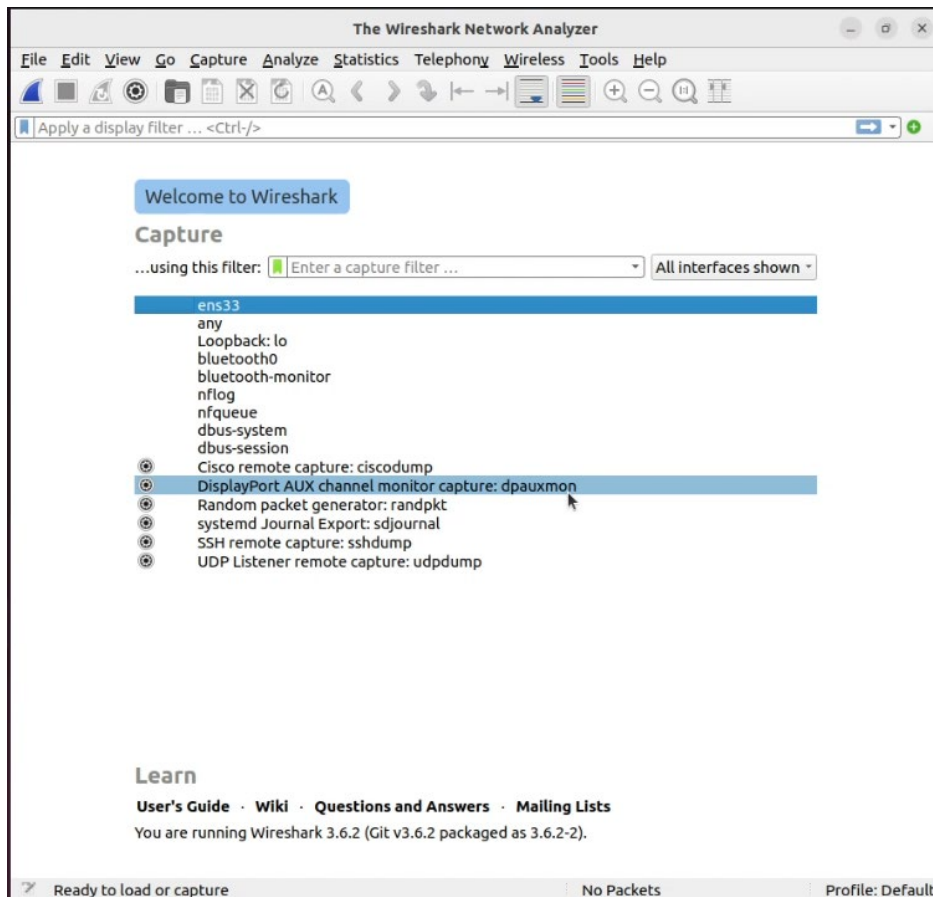 The Wireshark Network Analyzer
File Edit View Go Capture Analyze Statistics Telephony Wireless Tools Help
Apply a display filter ... <Ctrl-/>
Welcome to Wireshark
Capture
...using this filter: Enter a capture filter ... All interfaces shown
ens33
any
Loopback: lo
bluetooth0
bluetooth-monitor
nflog
nfqueue
dbus-system
dbus-session
Cisco remote capture: ciscodump
DisplayPort AUX channel monitor capture: dpauxmon
Random packet generator: randpkt
systemd Journal Export: sdjournal
SSH remote capture: sshdump
UDP Listener remote capture: udpdump
Learn
User's Guide · Wiki · Questions and Answers · Mailing Lists
You are running Wireshark 3.6.2 (Git v3.6.2 packaged as 3.6.2-2).
Ready to load or capture No Packets Profile: Default